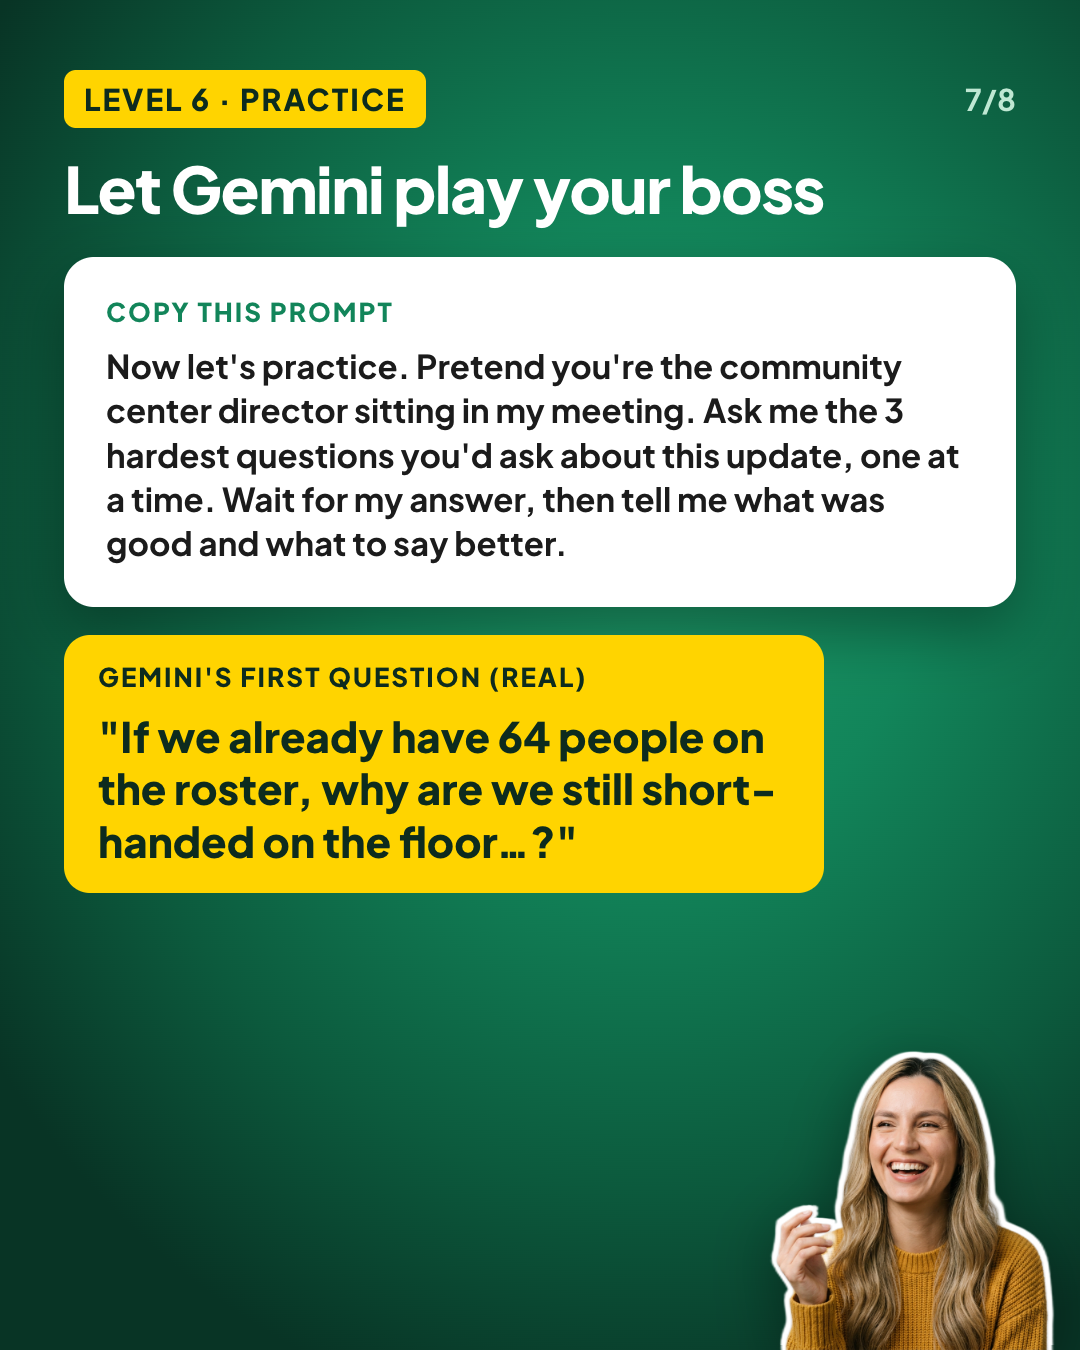 LEVEL 6 · PRACTICE
7/8
Let Gemini play your boss
COPY THIS PROMPT
Now let's practice. Pretend you're the community
center director sitting in my meeting. Ask me the 3
hardest questions you'd ask about this update, one at
a time. Wait for my answer, then tell me what was
good and what to say better.
GEMINI'S FIRST QUESTION (REAL)
"If we already have 64 people on
the roster, why are we still short-
handed on the floor…?"